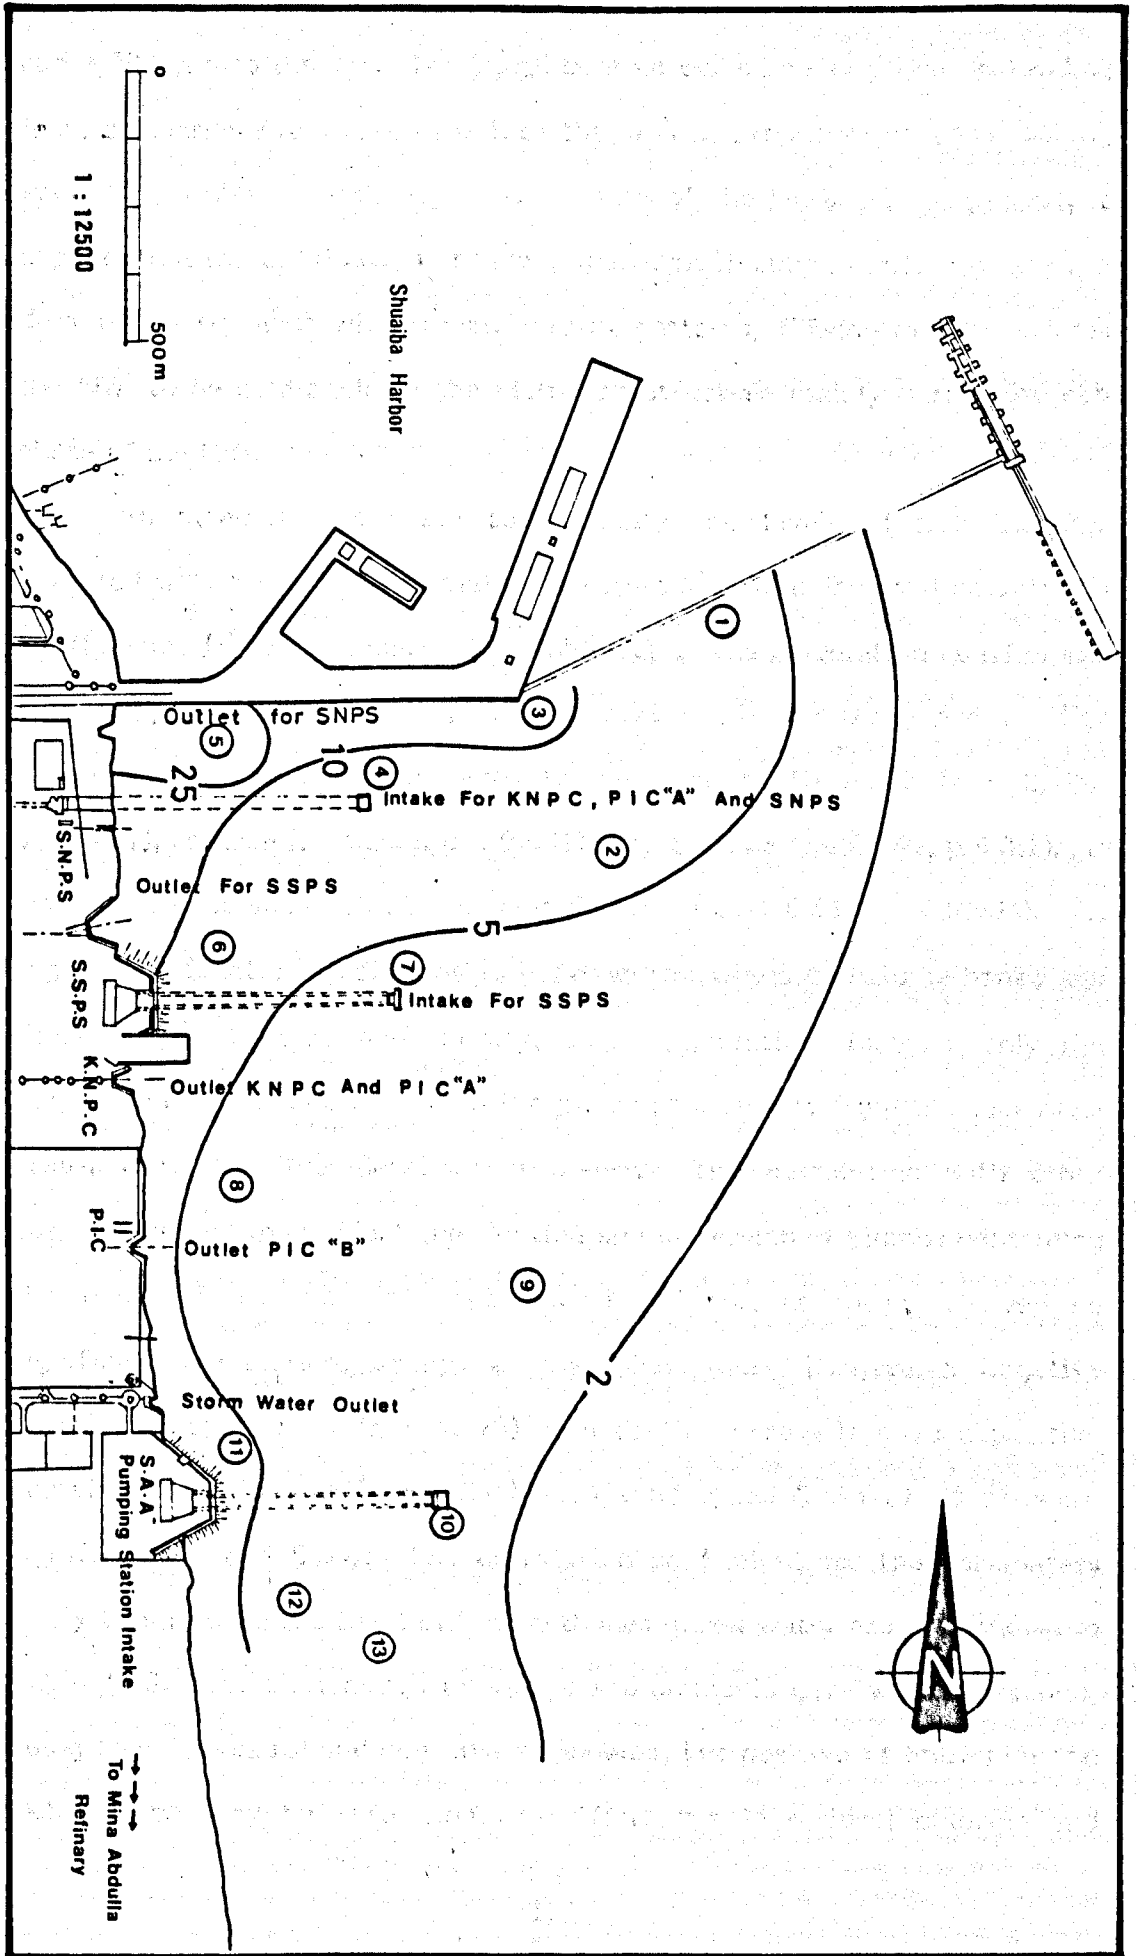 0
500m
1 : 12500
Shuaiba Harbor
1
Outlet for SNPS
3
5
10
4
25
Intake For KNPC, PIC"A" And SNPS
S.N.P.S
2
Outlet For SSPS
5
6
7
S.S.P.S
Intake For SSPS
K.N.P.C
Outlet KNPC And PIC"A"
8
P.I.C
Outlet PIC "B"
9
2
Storm Water Outlet
11
S.A.A
Pumping Station Intake
10
12
13
N
To Mina Abdulla
Refinary